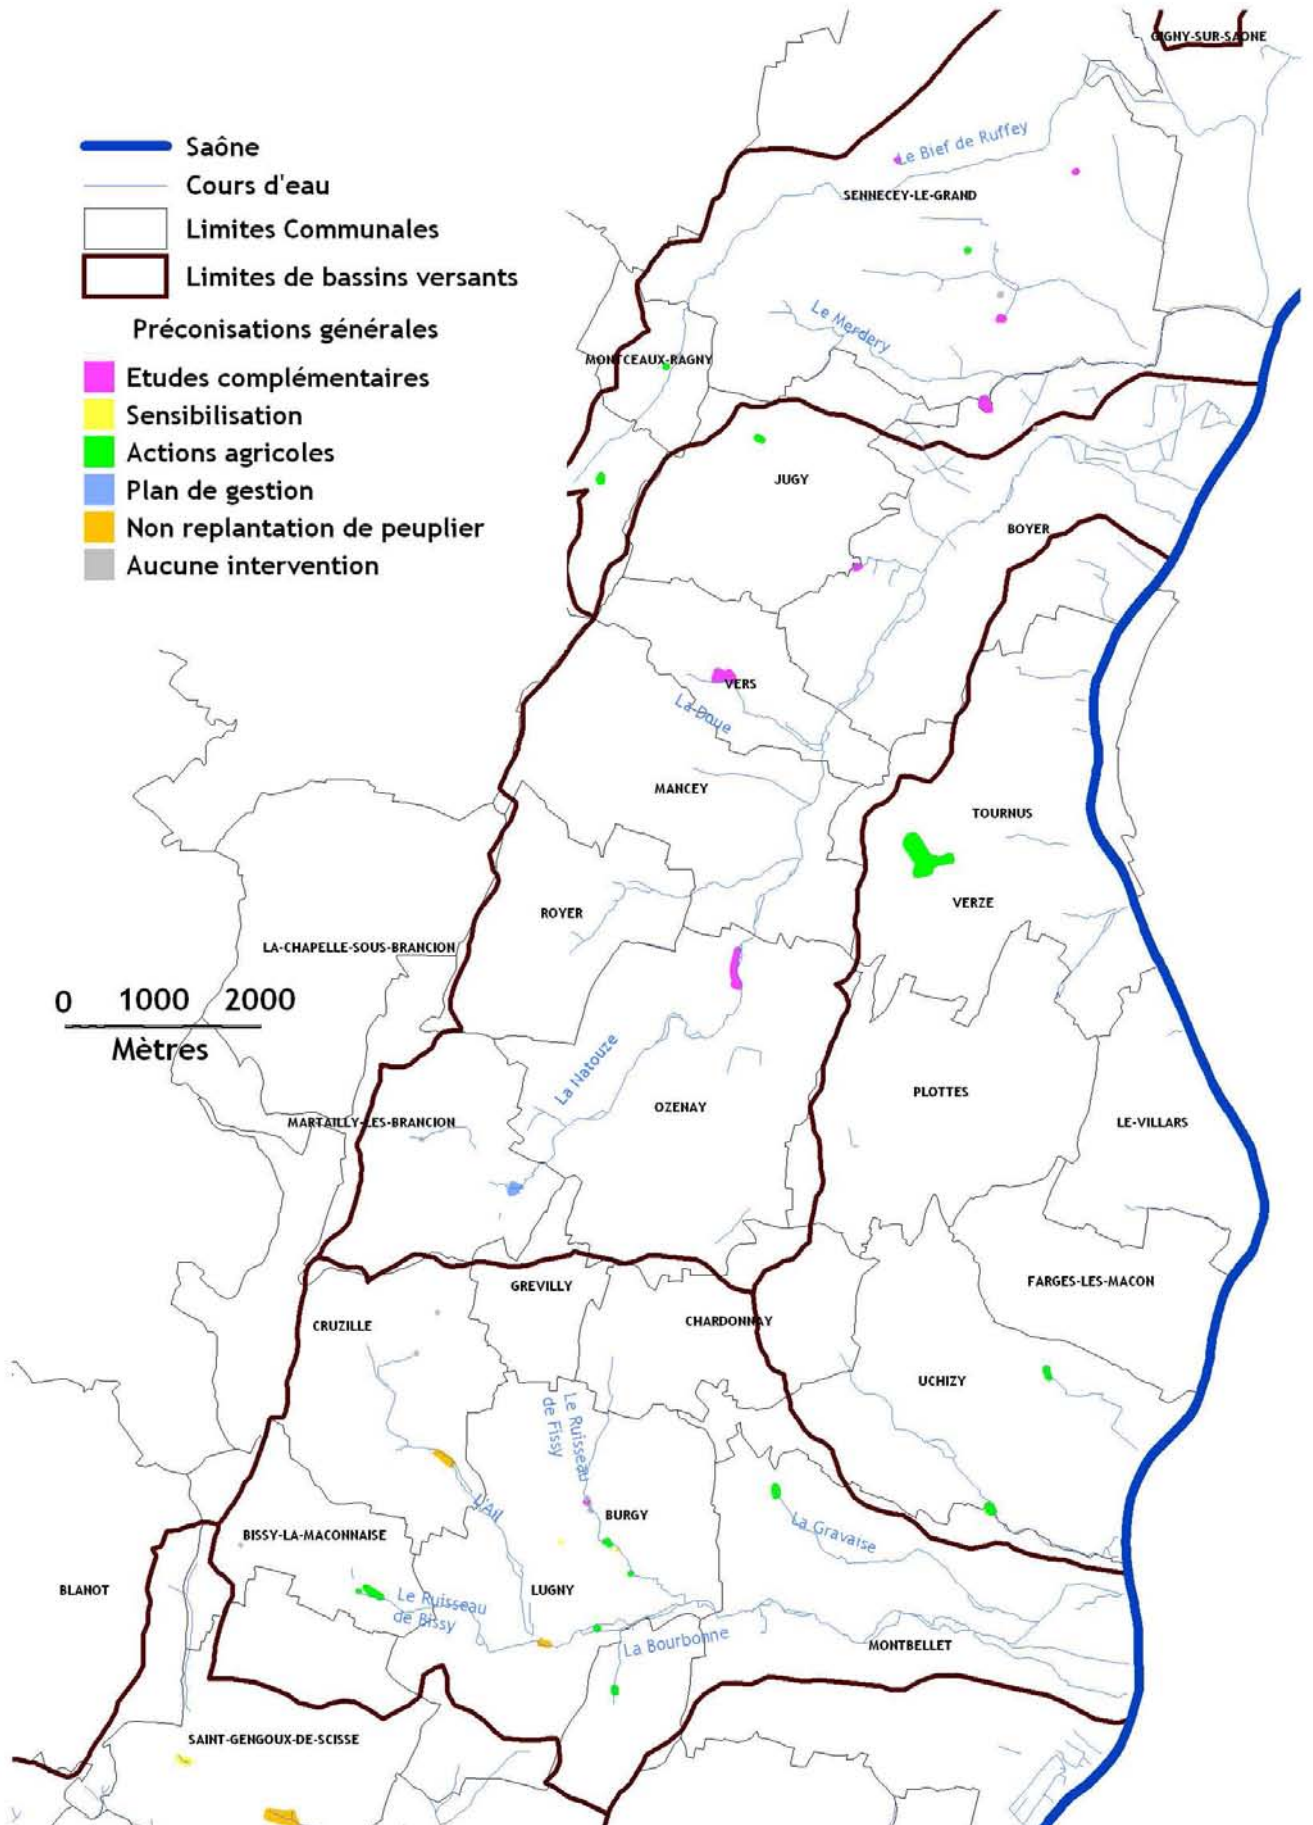 GIGNY-SUR-SAONE
Saône
Cours d'eau
Limites Communales
Limites de bassins versants
Préconisations générales
Etudes complémentaires
Sensibilisation
Actions agricoles
Plan de gestion
Non replantation de peuplier
Aucune intervention
Le Bief de Ruffey
SENNECEY-LE-GRAND
Le Merdery
MONTCEAUX-RAGNY
JUGY
BOYER
VERS
La Doue
MANCEY
TOURNUS
VERZE
ROYER
LA-CHAPELLE-SOUS-BRANCION
0 1000 2000
Mètres
La Natouze
OZENAY
PLOTTES
MARTAILLY-LES-BRANCION
LE-VILLARS
GREVILLY
FARGES-LES-MACON
CRUZILLE
CHARDONNAY
UCHIZY
Le Ruisseau
de Fissy
L'Ail
BURGY
La Gravaise
BISSY-LA-MACONNAISE
BLANOT
LUGNY
Le Ruisseau
de Bissy
La Bourbonne
MONTBELLET
SAINT-GENGOUX-DE-SCISSE